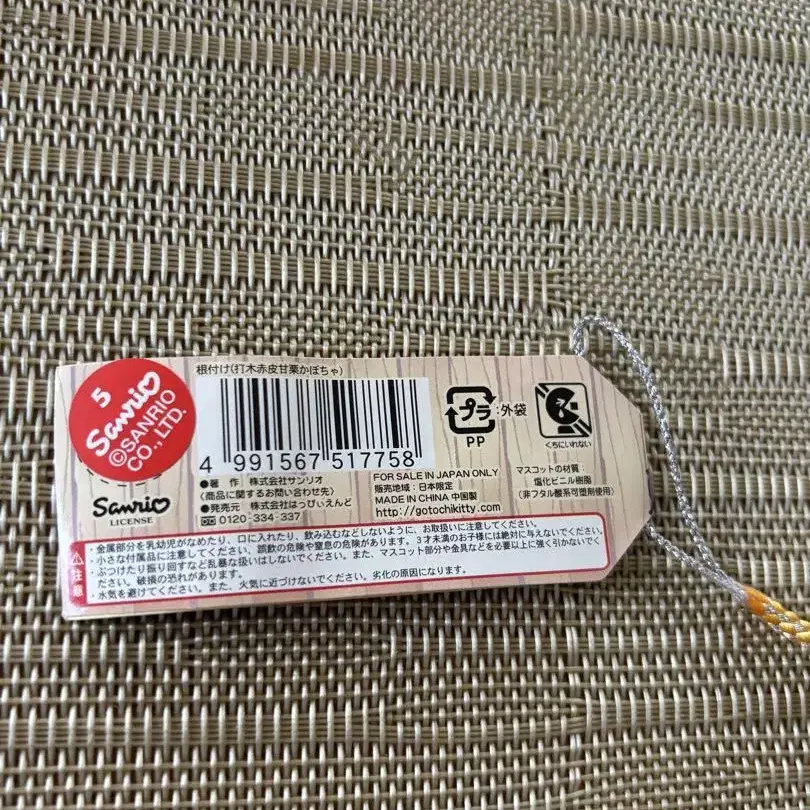 5
Sanrio
©SANRIO
CO.,LTD.
根付け(打木赤皮甘栗かぼちゃ)
4 991567 517758
プラ
:外袋
PP
くちにいれない
Sanrio
LICENSE
●著 作 株式会社サンリオ
(商品に関するお問い合わせ先)
●発売元 株式会社はっぴぃえんど
0120-334-337
FOR SALE IN JAPAN ONLY
販売地域:日本限定
MADE IN CHINA 中国製
http://gotochikitty.com/
マスコットの材質:
塩化ビニル樹脂
(非フタル酸系可塑剤使用)
注意
・金属部分を乳幼児がなめたり、口に入れたり、飲み込むなどしないように、お取扱いに注意してください。
・小さな付属品に注意してください。誤飲の危険や窒息の危険があります。3才未満のお子様には絶対に与えないでください。
・ぶつけたり振り回すなど乱暴な扱いはしないでください。また、マスコット部分や金具などを必要以上に強く引かないでく
ださい。破損の恐れがあります。
・水気を避けてください。また、火気に近づけないでください。劣化の原因になります。